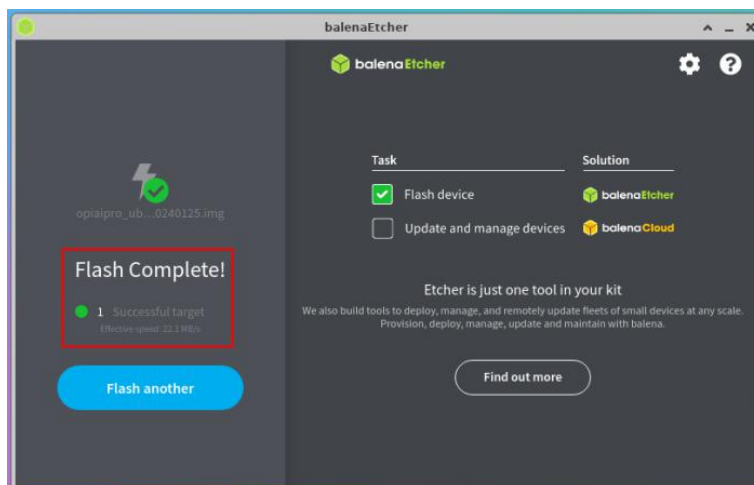 balenaEtcher
balenaEtcher
opiaipro_ub...0240125.img
Flash Complete!
1 Successful target
Effective speed: 22.1 MB/s
Flash another
Task Solution
Flash device balenaEtcher
Update and manage devices balenaCloud
Etcher is just one tool in your kit
We also build tools to deploy, manage, and remotely update fleets of small devices at any scale.
Provision, deploy, manage, update and maintain with balena.
Find out more